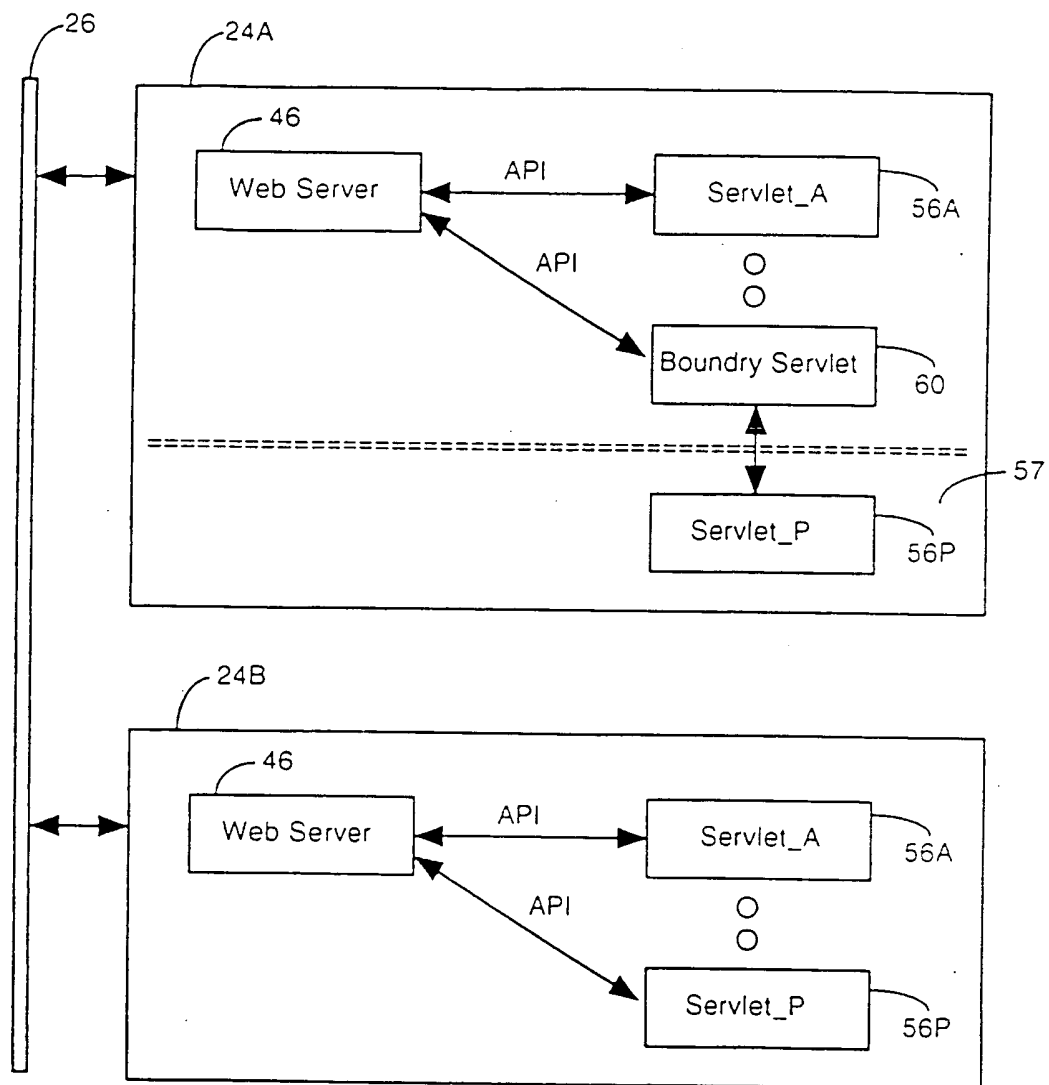 26
24A
46
Web Server
API
Servlet_A
56A
API
Boundry Servlet
60
57
Servlet_P
56P
24B
46
Web Server
API
Servlet_A
56A
API
Servlet_P
56P